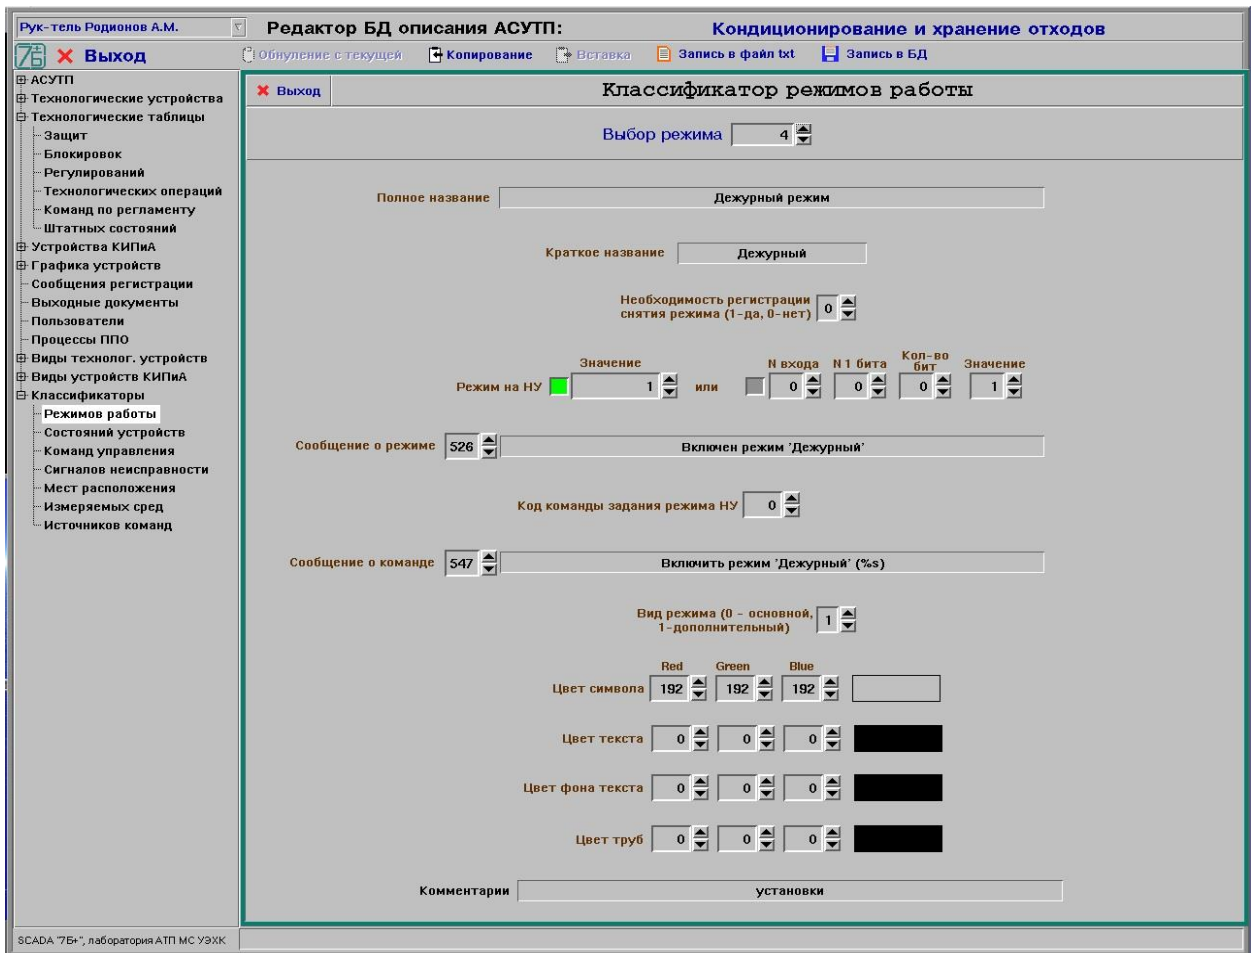 Рук-тель Родионов А.М.
Редактор БД описания АСУТП:
Кондиционирование и хранение отходов
7Б
Выход
Обнуление с текущей
Копирование
Вставка
Запись в файл txt
Запись в БД
АСУТП
Технологические устройства
Технологические таблицы
Защит
Блокировок
Регулирований
Технологических операций
Команд по регламенту
Штатных состояний
Устройства КИПиА
Графика устройств
Сообщения регистрации
Выходные документы
Пользователи
Процессы ППО
Виды технолог. устройств
Виды устройств КИПиА
Классификаторы
Режимов работы
Состояний устройств
Команд управления
Сигналов неисправности
Мест расположения
Измеряемых сред
Источников команд
Выход
Классификатор режимов работы
Выбор режима 4
Полное название Дежурный режим
Краткое название Дежурный
Необходимость регистрации
снятия режима (1-да, 0-нет) 0
Значение N входа N 1 бита Кол-во бит Значение
Режим на НУ 1 или 0 0 0 1
Сообщение о режиме 526 Включен режим 'Дежурный'
Код команды задания режима НУ 0
Сообщение о команде 547 Включить режим 'Дежурный' (%s)
Вид режима (0 - основной,
1-дополнительный) 1
Red Green Blue
Цвет символа 192 192 192
Цвет текста 0 0 0
Цвет фона текста 0 0 0
Цвет труб 0 0 0
Комментарии установки
SCADA "7Б+", лаборатория АТП МС УЭХК